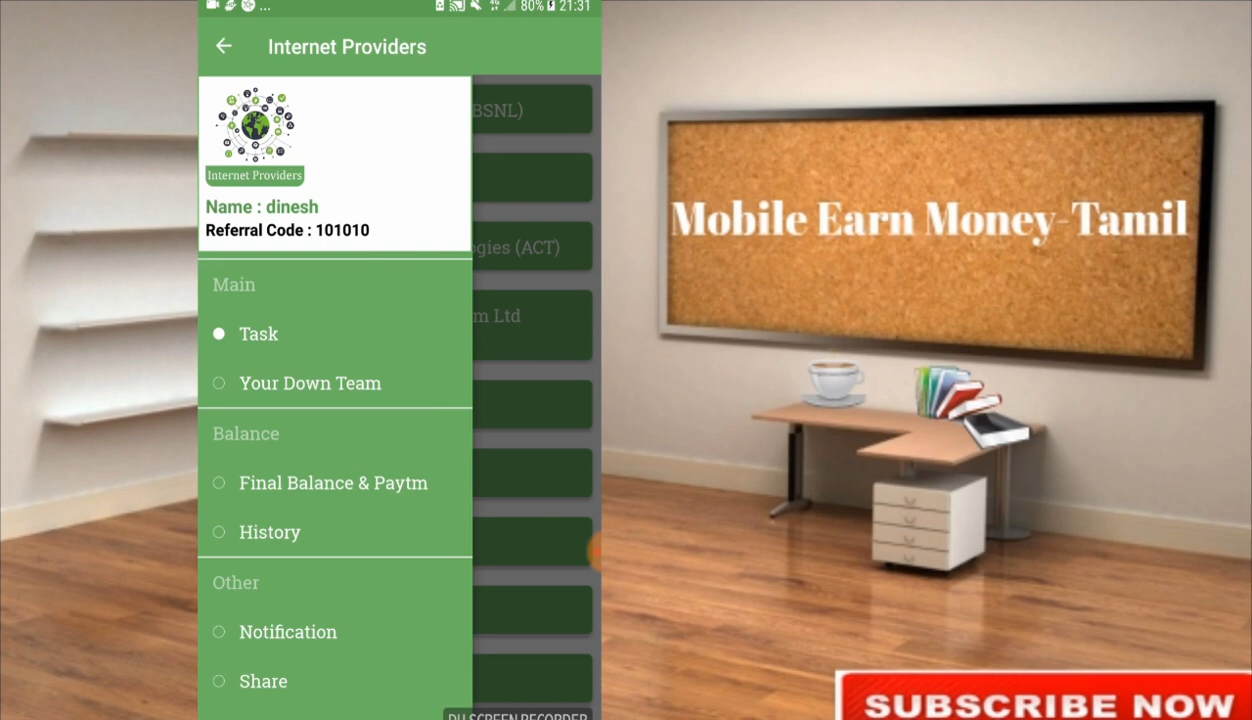 ... 80% 21:31
Internet Providers
BSNL)
Internet Providers
Name : dinesh
Referral Code : 101010
gies (ACT)
Main
m Ltd
Task
Your Down Team
Balance
Final Balance & Paytm
History
Other
Notification
Share
DU SCREEN RECORDER
Mobile Earn Money-Tamil
SUBSCRIBE NOW